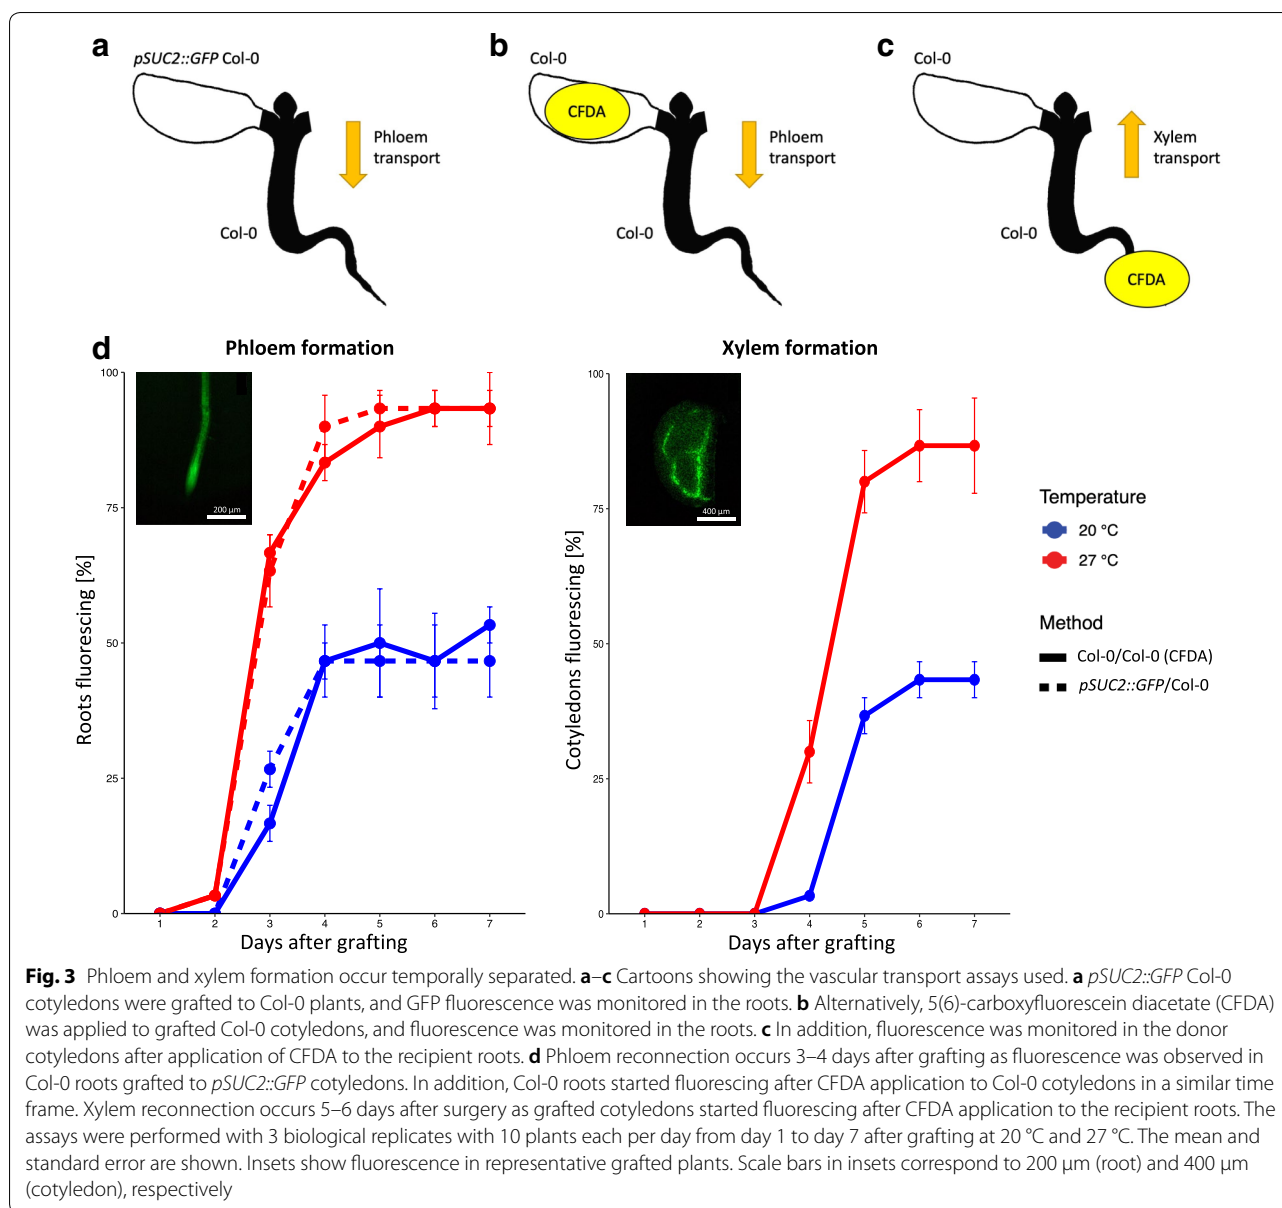 a
pSUC2::GFP Col-0
Phloem
transport
Col-0
b
Col-0
CFDA
Phloem
transport
Col-0
c
Col-0
Xylem
transport
Col-0
CFDA
d
Phloem formation
100
75
50
25
0
Roots fluorescing [%]
200 µm
1 2 3 4 5 6 7
Days after grafting
Xylem formation
100
75
50
25
0
Cotyledons fluorescing [%]
400 µm
1 2 3 4 5 6 7
Days after grafting
Temperature
20 °C
27 °C
Method
Col-0/Col-0 (CFDA)
pSUC2::GFP/Col-0
Fig. 3 Phloem and xylem formation occur temporally separated. a–c Cartoons showing the vascular transport assays used. a pSUC2::GFP Col-0
cotyledons were grafted to Col-0 plants, and GFP fluorescence was monitored in the roots. b Alternatively, 5(6)-carboxyfluorescein diacetate (CFDA)
was applied to grafted Col-0 cotyledons, and fluorescence was monitored in the roots. c In addition, fluorescence was monitored in the donor
cotyledons after application of CFDA to the recipient roots. d Phloem reconnection occurs 3–4 days after grafting as fluorescence was observed in
Col-0 roots grafted to pSUC2::GFP cotyledons. In addition, Col-0 roots started fluorescing after CFDA application to Col-0 cotyledons in a similar time
frame. Xylem reconnection occurs 5–6 days after surgery as grafted cotyledons started fluorescing after CFDA application to the recipient roots. The
assays were performed with 3 biological replicates with 10 plants each per day from day 1 to day 7 after grafting at 20 °C and 27 °C. The mean and
standard error are shown. Insets show fluorescence in representative grafted plants. Scale bars in insets correspond to 200 µm (root) and 400 µm
(cotyledon), respectively